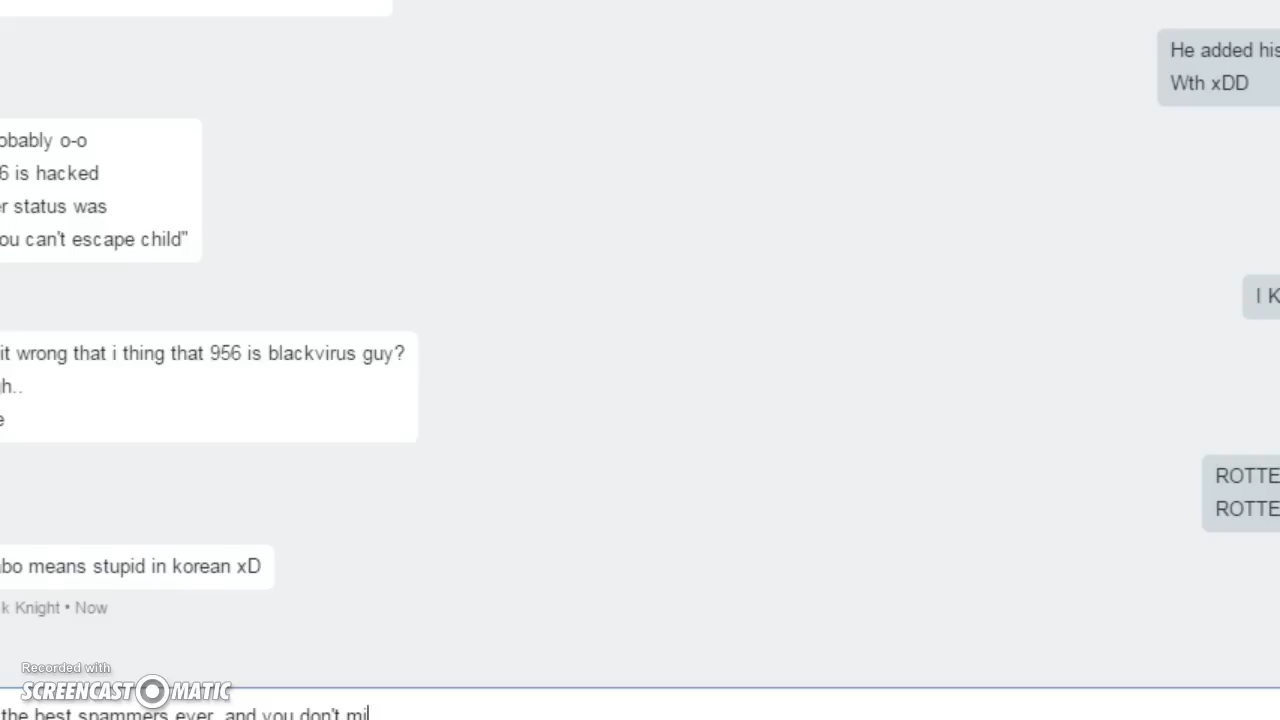 He added his
Wth xDD
obably o-o
6 is hacked
r status was
ou can't escape child"
I K
it wrong that i thing that 956 is blackvirus guy?
h..
e
ROTTE
ROTTE
bo means stupid in korean xD
k Knight • Now
Recorded with
SCREENCAST O MATIC
the best spammers ever, and you don't mi